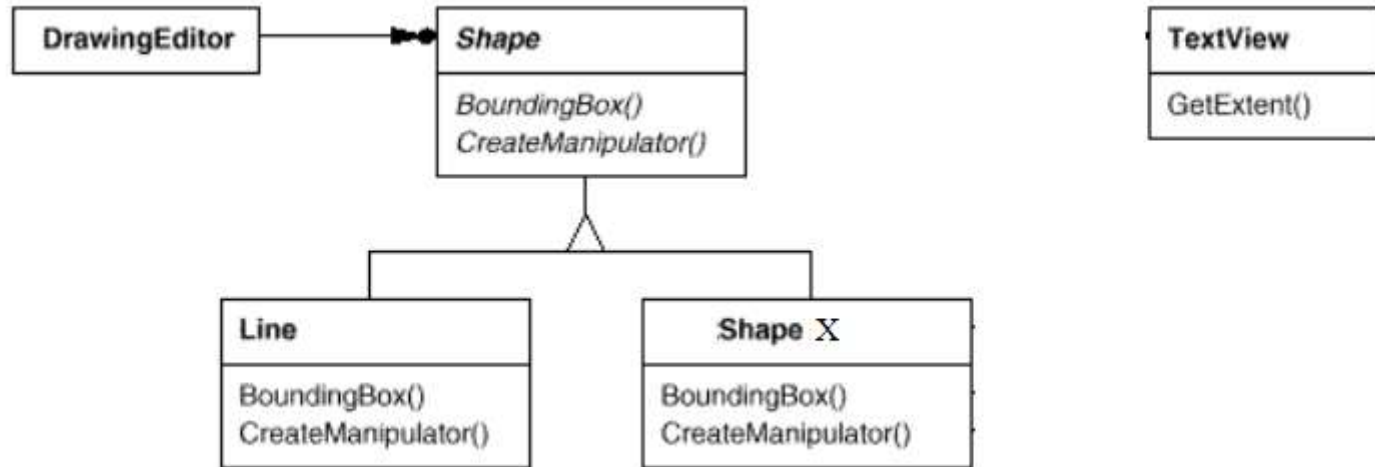 DrawingEditor
Shape
BoundingBox()
CreateManipulator()
TextView
GetExtent()
Line
BoundingBox()
CreateManipulator()
Shape X
BoundingBox()
CreateManipulator()